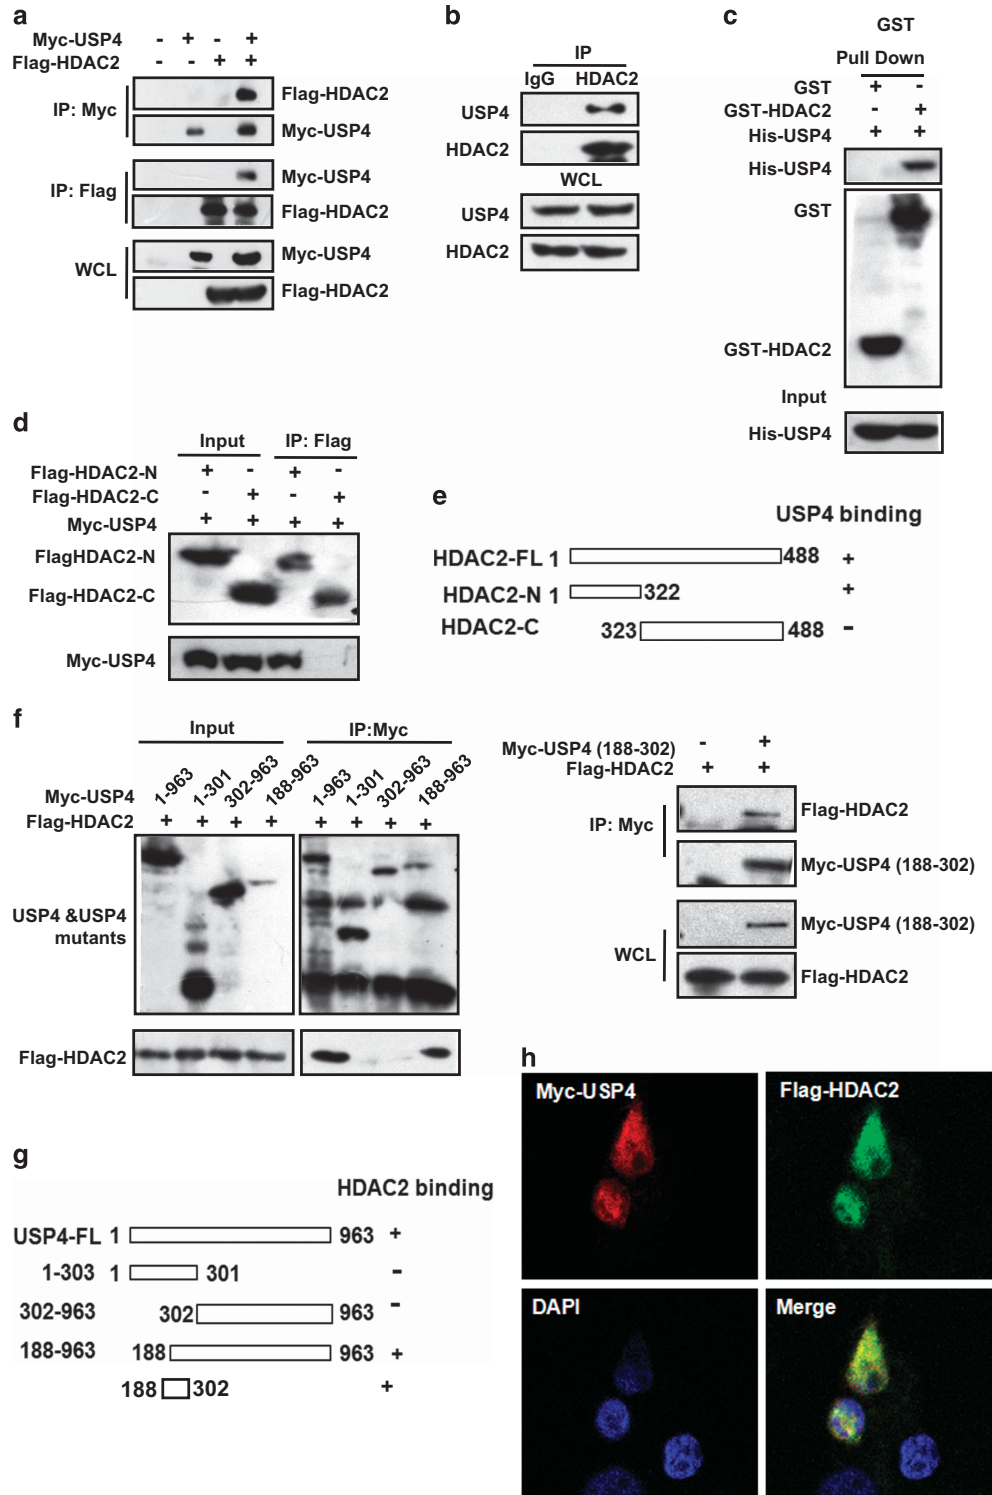 a
Myc-USP4 - + - +
Flag-HDAC2 - - + +
IP: Myc
Flag-HDAC2
Myc-USP4
IP: Flag
Myc-USP4
Flag-HDAC2
WCL
Myc-USP4
Flag-HDAC2
b
IP
IgG HDAC2
USP4
HDAC2
WCL
USP4
HDAC2
c
GST
Pull Down
GST + -
GST-HDAC2 - +
His-USP4 + +
His-USP4
GST
GST-HDAC2
Input
His-USP4
d
Input IP: Flag
Flag-HDAC2-N + - + -
Flag-HDAC2-C - + - +
Myc-USP4 + + + +
FlagHDAC2-N
Flag-HDAC2-C
Myc-USP4
e
USP4 binding
HDAC2-FL 1 488 +
HDAC2-N 1 322 +
HDAC2-C 323 488 -
f
Input IP:Myc
Myc-USP4 1-963 1-301 302-963 188-963 1-963 1-301 302-963 188-963
Flag-HDAC2 + + + + + + + +
USP4 &USP4
mutants
Flag-HDAC2
Myc-USP4 (188-302) - +
Flag-HDAC2 + +
IP: Myc
Flag-HDAC2
Myc-USP4 (188-302)
WCL
Myc-USP4 (188-302)
Flag-HDAC2
g
HDAC2 binding
USP4-FL 1 963 +
1-303 1 301 -
302-963 302 963 -
188-963 188 963 +
188 302 +
h
Myc-USP4
Flag-HDAC2
DAPI
Merge